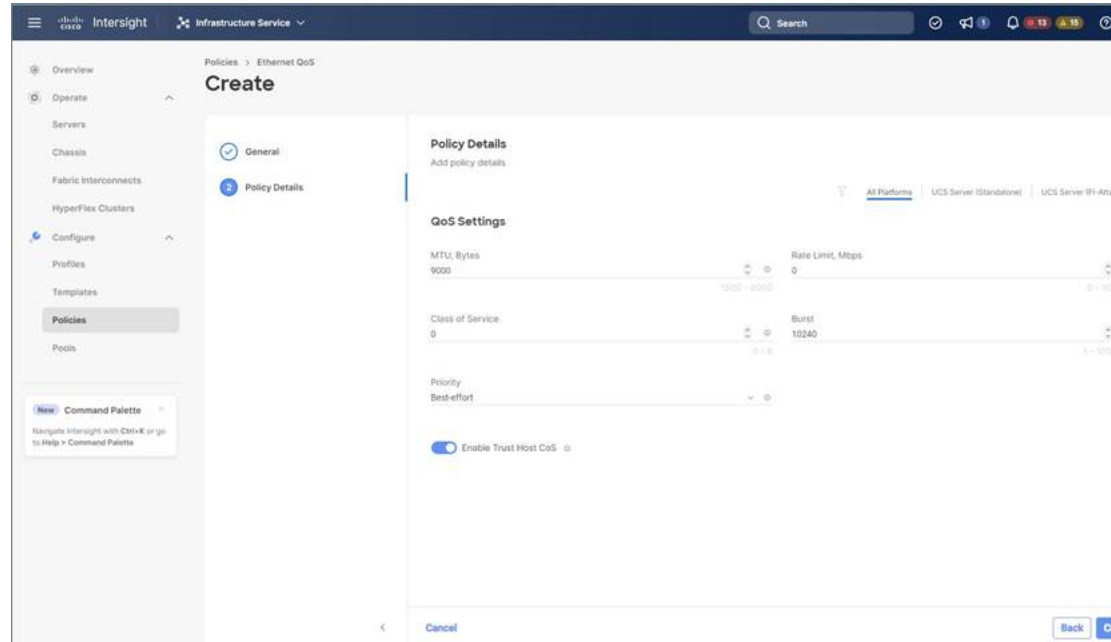 cisco Intersight
Infrastructure Service
Search
1
13
15
Overview
Operate
Servers
Chassis
Fabric Interconnects
HyperFlex Clusters
Configure
Profiles
Templates
Policies
Pools
New Command Palette
Navigate Intersight with Ctrl+K or go
to Help > Command Palette
Policies > Ethernet QoS
Create
General
2 Policy Details
Policy Details
Add policy details
All Platforms UCS Server (Standalone)
QoS Settings
MTU, Bytes
9000
1500 - 9000
Rate Limit, Mbps
0
Class of Service
0
0 - 6
Burst
10240
Priority
Best-effort
Enable Trust Host CoS
Cancel
Back